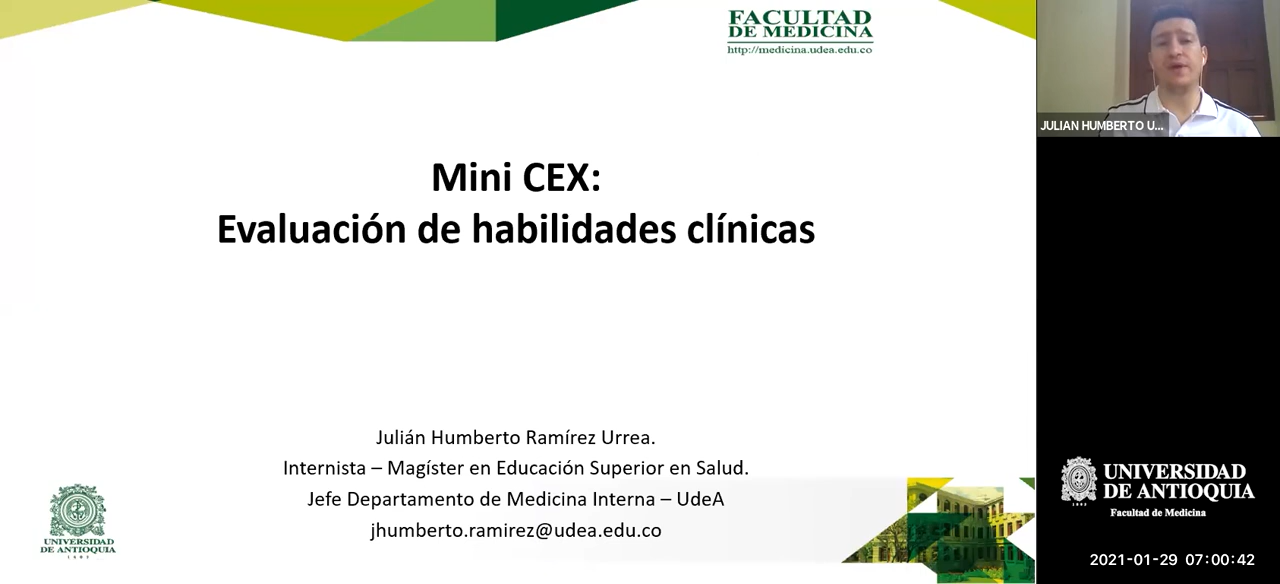 FACULTAD
DE MEDICINA
http://medicina.udea.edu.co
Mini CEX:
Evaluación de habilidades clínicas
Julián Humberto Ramírez Urrea.
Internista – Magíster en Educación Superior en Salud.
Jefe Departamento de Medicina Interna – UdeA
jhumberto.ramirez@udea.edu.co
UNIVERSIDAD
DE ANTIOQUIA
1803
JULIAN HUMBERTO U...
UNIVERSIDAD
DE ANTIOQUIA
1803
Facultad de Medicina
2021-01-29 07:00:42